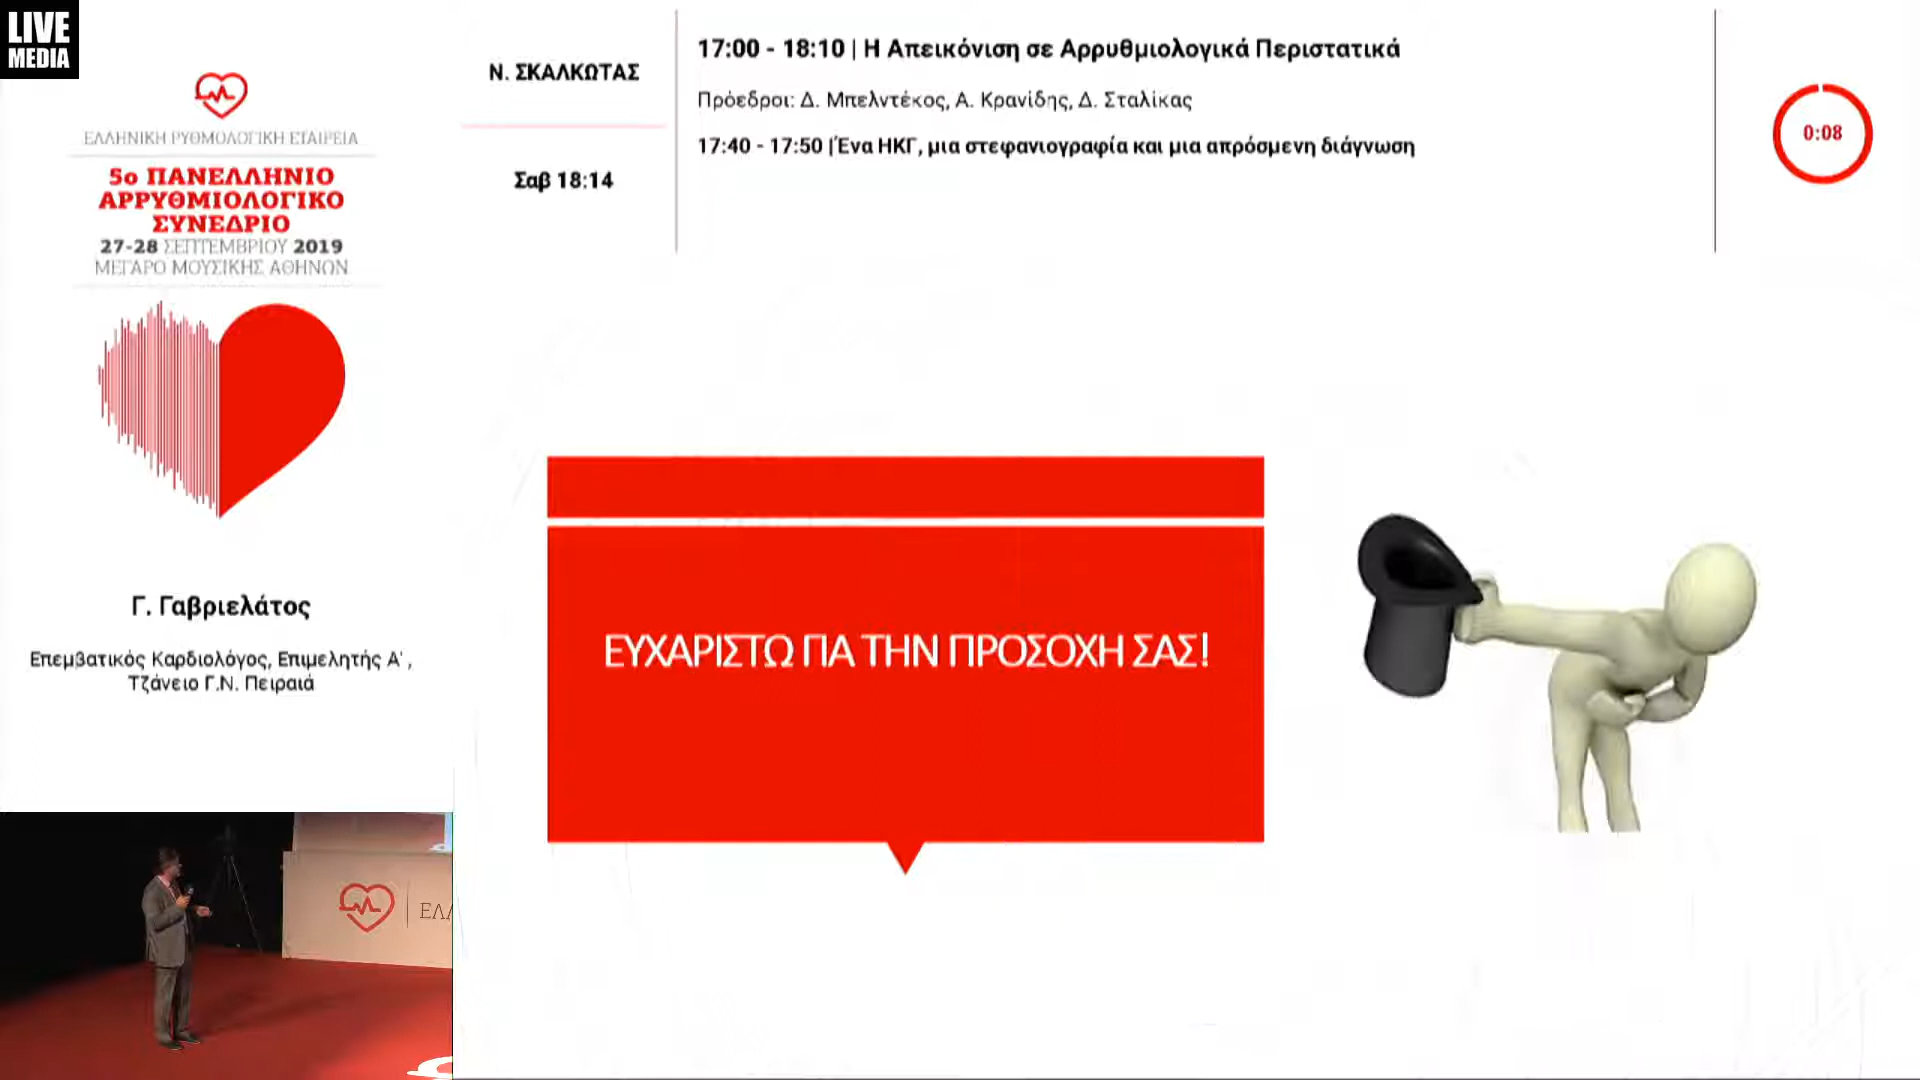 LIVE
MEDIA
ΕΛΛΗΝΙΚΗ ΡΥΘΜΟΛΟΓΙΚΗ ΕΤΑΙΡΕΙΑ
5ο ΠΑΝΕΛΛΗΝΙΟ
ΑΡΡΥΘΜΙΟΛΟΓΙΚΟ
ΣΥΝΕΔΡΙΟ
27-28 ΣΕΠΤΕΜΒΡΙΟΥ 2019
ΜΕΓΑΡΟ ΜΟΥΣΙΚΗΣ ΑΘΗΝΩΝ
Γ. Γαβριελάτος
Επεμβατικός Καρδιολόγος, Επιμελητής Α' ,
Τζάνειο Γ.Ν. Πειραιά
Ν. ΣΚΑΛΚΩΤΑΣ
Σαβ 18:14
17:00 - 18:10 | Η Απεικόνιση σε Αρρυθμιολογικά Περιστατικά
Πρόεδροι: Δ. Μπελντέκος, Α. Κρανίδης, Δ. Σταλίκας
17:40 - 17:50 |Ένα ΗΚΓ, μια στεφανιογραφία και μια απρόσμενη διάγνωση
0:08
ΕΥΧΑΡΙΣΤΩ ΓΙΑ ΤΗΝ ΠΡΟΣΟΧΗ ΣΑΣ!
ΕΛΛ